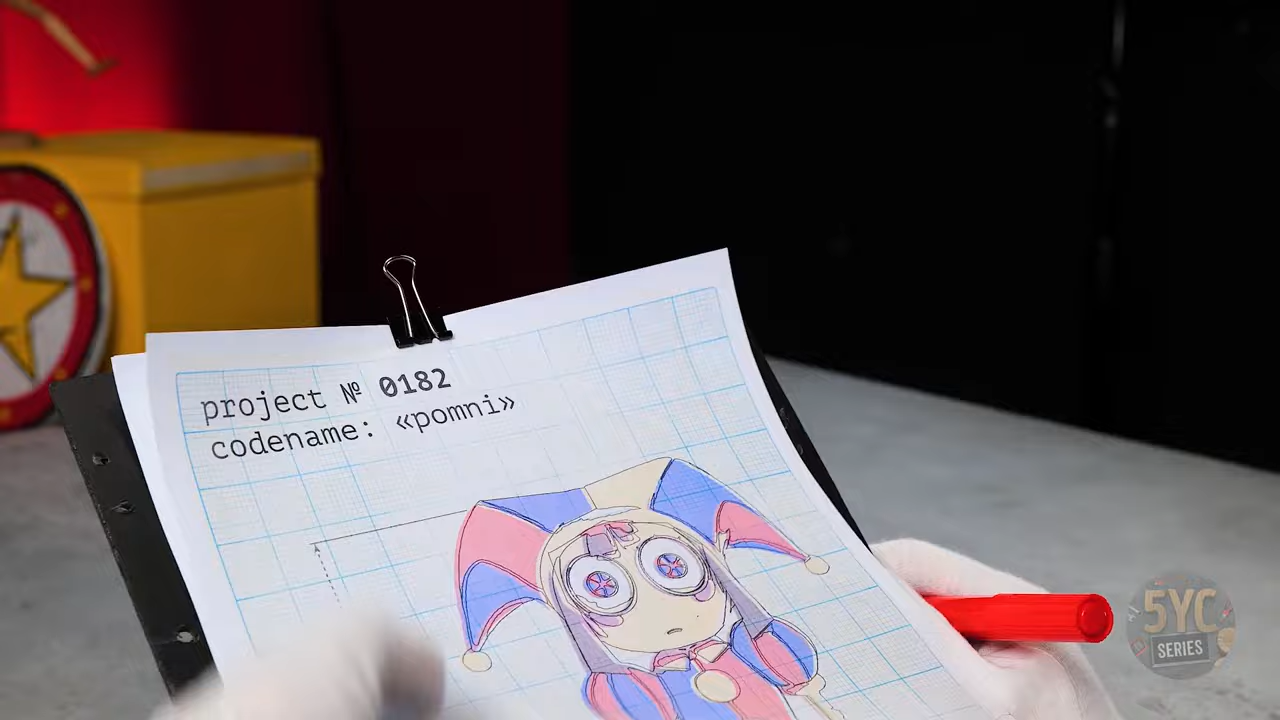 project № 0182
codename: «pomni»
5YC
SERIES